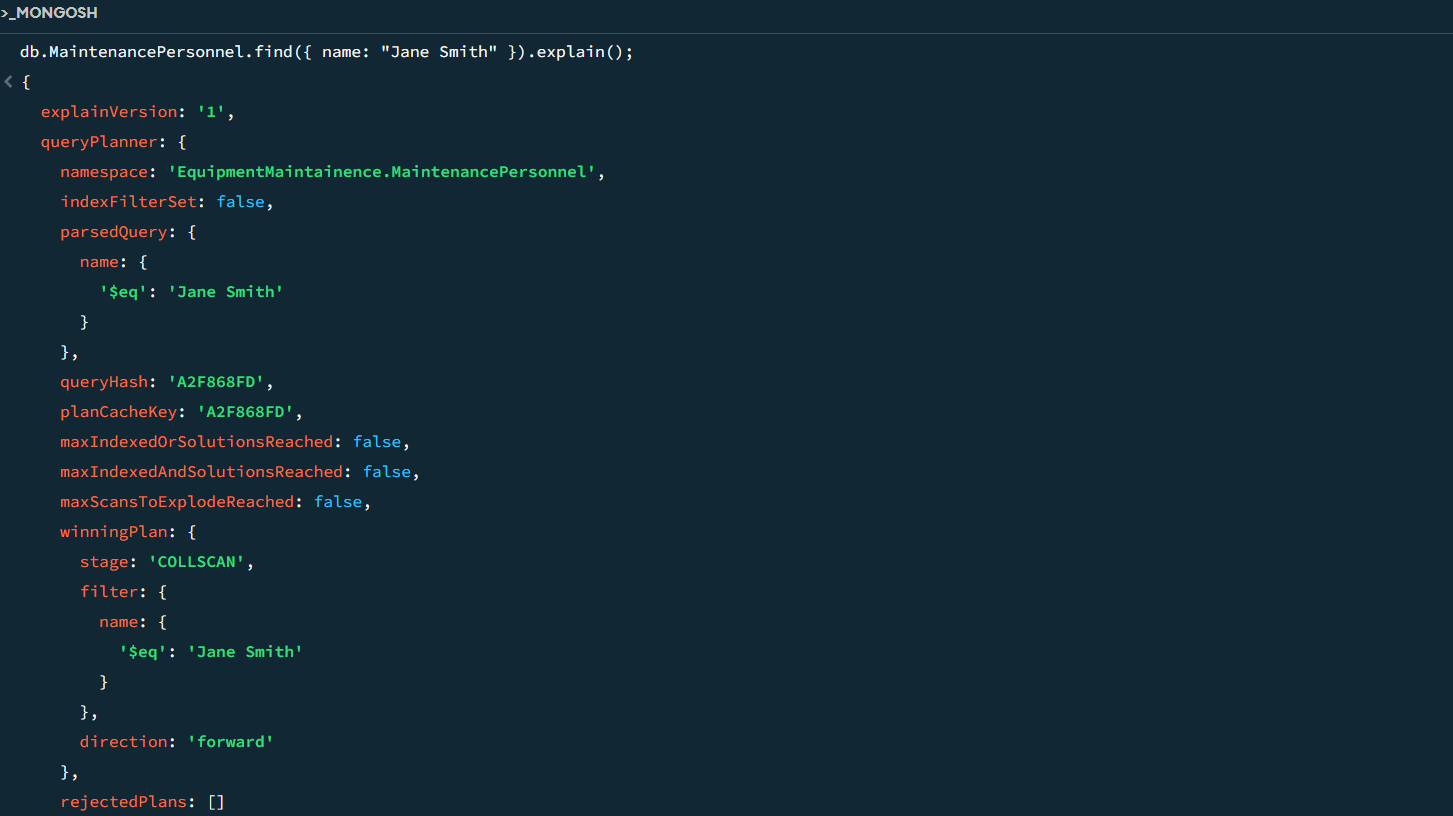 >_MONGOSH
db.MaintenancePersonnel.find({ name: "Jane Smith" }).explain();
< {
explainVersion: '1',
queryPlanner: {
namespace: 'EquipmentMaintainence.MaintenancePersonnel',
indexFilterSet: false,
parsedQuery: {
name: {
'$eq': 'Jane Smith'
}
},
queryHash: 'A2F868FD',
planCacheKey: 'A2F868FD',
maxIndexedOrSolutionsReached: false,
maxIndexedAndSolutionsReached: false,
maxScansToExplodeReached: false,
winningPlan: {
stage: 'COLLSCAN',
filter: {
name: {
'$eq': 'Jane Smith'
}
},
direction: 'forward'
},
rejectedPlans: []